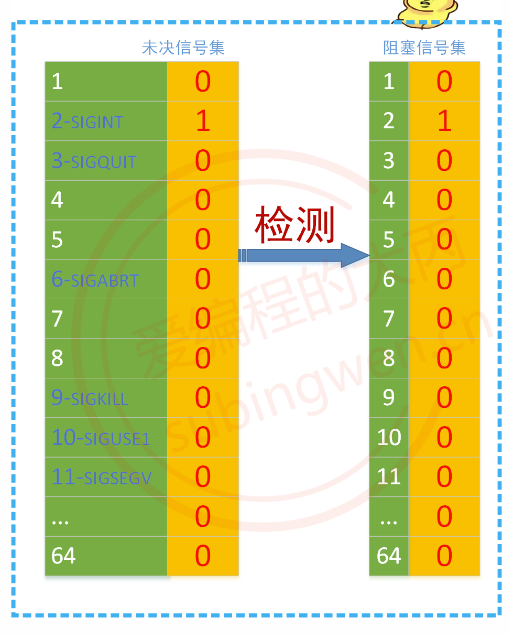 未决信号集 阻塞信号集
1 0 1 0
2-SIGINT 1 2 1
3-SIGQUIT 0 3 0
4 0 4 0
检测
5 0 5 0
6-SIGABRT 0 6 0
7 0 7 0
8 0 8 0
9-SIGKILL 0 9 0
10-SIGUSE1 0 10 0
11-SIGSEGV 0 11 0
... 0 ... 0
64 0 64 0
爱编程的大丙
subingwen.cn